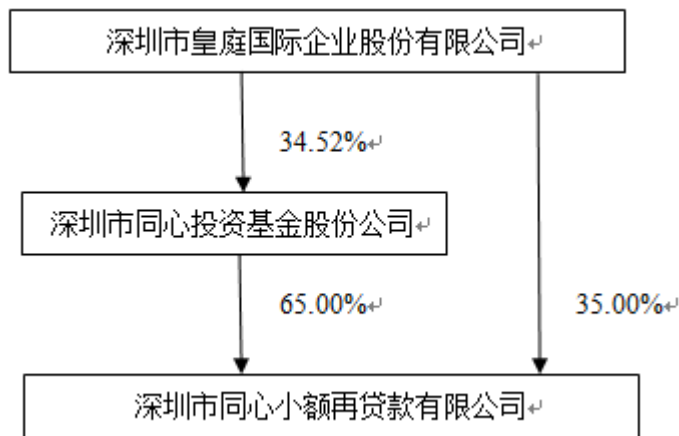 深圳市皇庭国际企业股份有限公司
34.52%
深圳市同心投资基金股份公司
65.00%
35.00%
深圳市同心小额再贷款有限公司